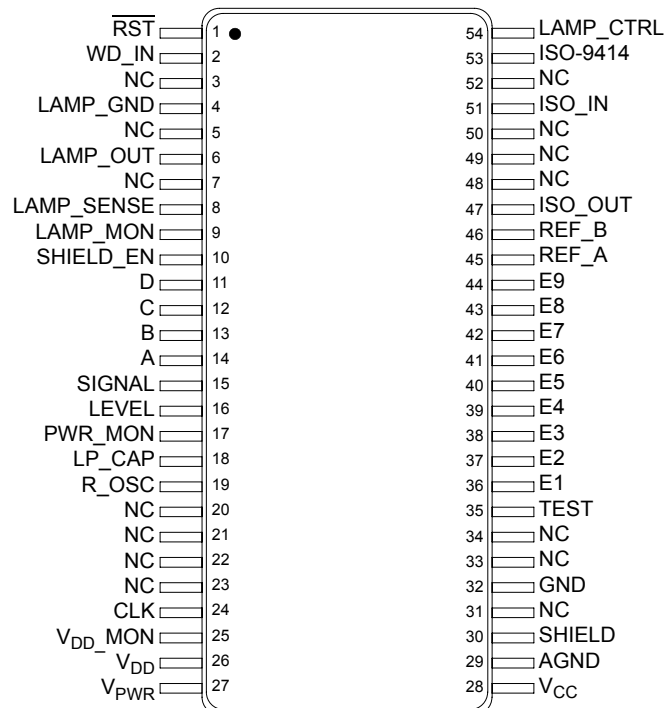 R̅S̅T̅ 1 54 LAMP_CTRL
WD_IN 2 53 ISO-9414
NC 3 52 NC
LAMP_GND 4 51 ISO_IN
NC 5 50 NC
LAMP_OUT 6 49 NC
NC 7 48 NC
LAMP_SENSE 8 47 ISO_OUT
LAMP_MON 9 46 REF_B
SHIELD_EN 10 45 REF_A
D 11 44 E9
C 12 43 E8
B 13 42 E7
A 14 41 E6
SIGNAL 15 40 E5
LEVEL 16 39 E4
PWR_MON 17 38 E3
LP_CAP 18 37 E2
R_OSC 19 36 E1
NC 20 35 TEST
NC 21 34 NC
NC 22 33 NC
NC 23 32 GND
CLK 24 31 NC
VDD_MON 25 30 SHIELD
VDD 26 29 AGND
VPWR 27 28 VCC